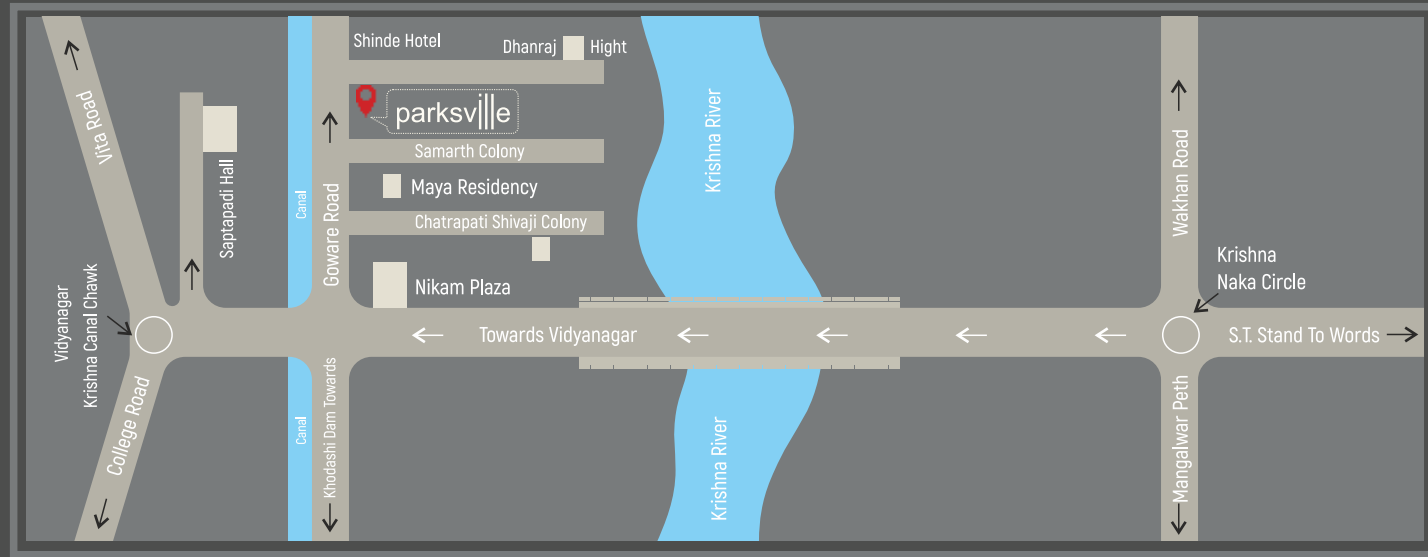 Shinde Hotel
Dhanraj Hight
parksville
Samarth Colony
Maya Residency
Chatrapati Shivaji Colony
Nikam Plaza
Vita Road
Saptapadi Hall
Canal
Goware Road
Krishna River
Wakhan Road
Krishna
Naka Circle
Vidyanagar
Krishna Canal Chawk
Towards Vidyanagar
S.T. Stand To Words
College Road
Canal
Khodashi Dam Towards
Krishna River
Mangalwar Peth